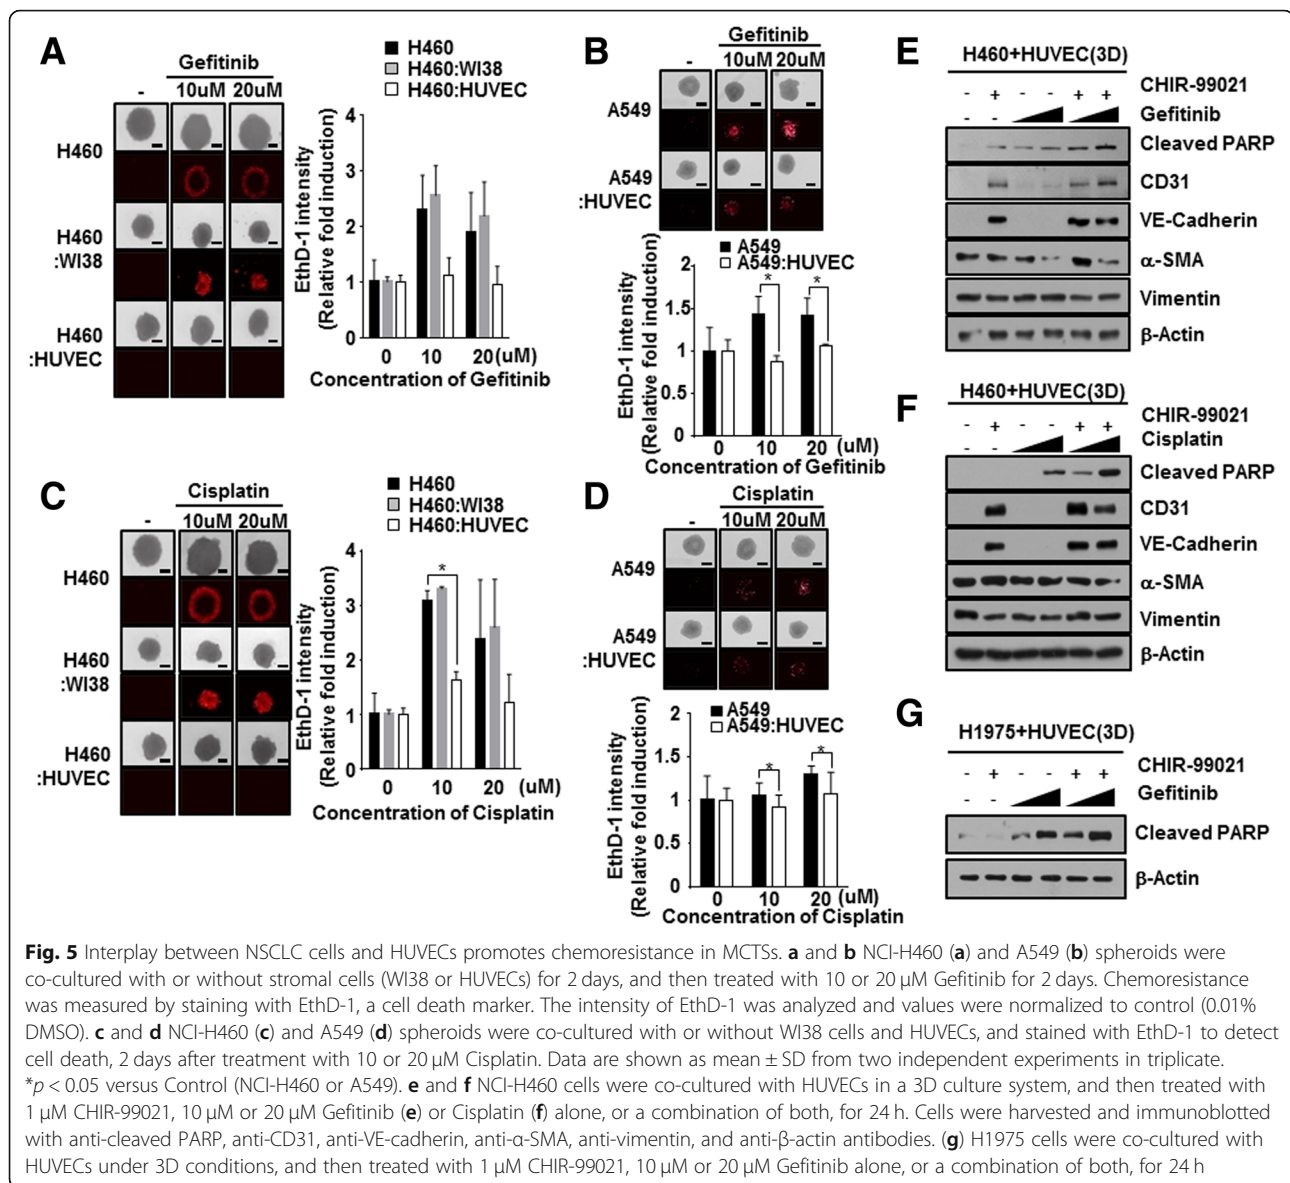 A
Gefitinib
- 10uM 20uM
H460
H460
:WI38
H460
:HUVEC
H460
H460:WI38
H460:HUVEC
EthD-1 intensity
(Relative fold induction)
4
3
2
1
0
0 10 20 (uM)
Concentration of Gefitinib
B
Gefitinib
- 10uM 20uM
A549
A549
:HUVEC
A549
A549:HUVEC
EthD-1 intensity
(Relative fold induction)
2
1.5
1
0.5
0
* *
0 10 20 (uM)
Concentration of Gefitinib
C
Cisplatin
- 10uM 20uM
H460
H460
:WI38
H460
:HUVEC
H460
H460:WI38
H460:HUVEC
EthD-1 intensity
(Relative fold induction)
4
3
2
1
0
*
0 10 20 (uM)
Concentration of Cisplatin
D
Cisplatin
- 10uM 20uM
A549
A549
:HUVEC
A549
A549:HUVEC
EthD-1 intensity
(Relative fold induction)
2
1.5
1
0.5
0
* *
0 10 20 (uM)
Concentration of Cisplatin
E
H460+HUVEC(3D)
- + - - + + CHIR-99021
- - Gefitinib
Cleaved PARP
CD31
VE-Cadherin
α-SMA
Vimentin
β-Actin
F
H460+HUVEC(3D)
- + - - + + CHIR-99021
- - Cisplatin
Cleaved PARP
CD31
VE-Cadherin
α-SMA
Vimentin
β-Actin
G
H1975+HUVEC(3D)
- + - - + + CHIR-99021
- - Gefitinib
Cleaved PARP
β-Actin
Fig. 5 Interplay between NSCLC cells and HUVECs promotes chemoresistance in MCTSs. a and b NCI-H460 (a) and A549 (b) spheroids were
co-cultured with or without stromal cells (WI38 or HUVECs) for 2 days, and then treated with 10 or 20 μM Gefitinib for 2 days. Chemoresistance
was measured by staining with EthD-1, a cell death marker. The intensity of EthD-1 was analyzed and values were normalized to control (0.01%
DMSO). c and d NCI-H460 (c) and A549 (d) spheroids were co-cultured with or without WI38 cells and HUVECs, and stained with EthD-1 to detect
cell death, 2 days after treatment with 10 or 20 μM Cisplatin. Data are shown as mean ± SD from two independent experiments in triplicate.
*p < 0.05 versus Control (NCI-H460 or A549). e and f NCI-H460 cells were co-cultured with HUVECs in a 3D culture system, and then treated with
1 μM CHIR-99021, 10 μM or 20 μM Gefitinib (e) or Cisplatin (f) alone, or a combination of both, for 24 h. Cells were harvested and immunoblotted
with anti-cleaved PARP, anti-CD31, anti-VE-cadherin, anti-α-SMA, anti-vimentin, and anti-β-actin antibodies. (g) H1975 cells were co-cultured with
HUVECs under 3D conditions, and then treated with 1 μM CHIR-99021, 10 μM or 20 μM Gefitinib alone, or a combination of both, for 24 h